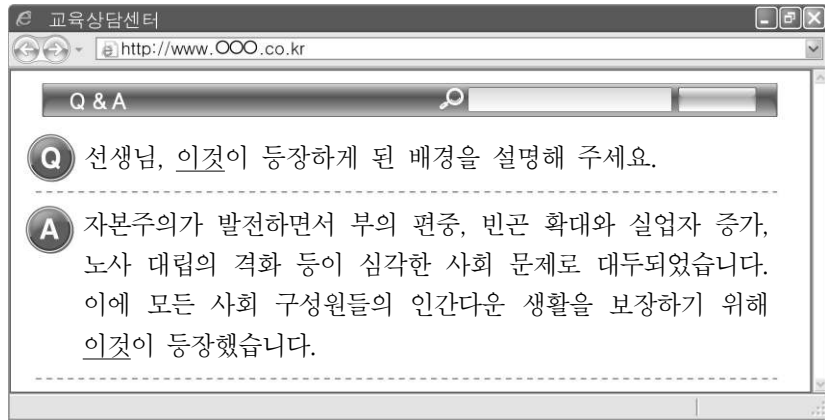 교육상담센터
http://www.○○○.co.kr
Q & A
Q 선생님, 이것이 등장하게 된 배경을 설명해 주세요.
A 자본주의가 발전하면서 부의 편중, 빈곤 확대와 실업자 증가,
노사 대립의 격화 등이 심각한 사회 문제로 대두되었습니다.
이에 모든 사회 구성원들의 인간다운 생활을 보장하기 위해
이것이 등장했습니다.